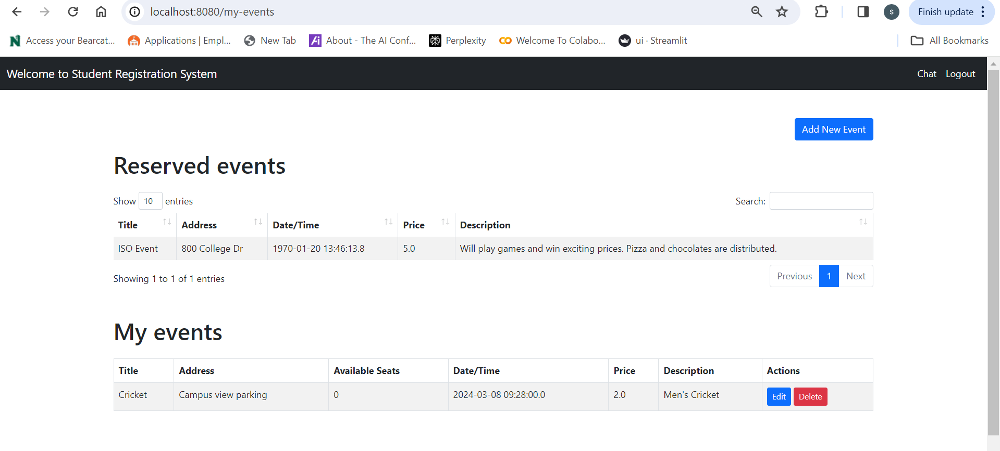 localhost:8080/my-events
S
Finish update
Access your Bearcat...
Applications | Empl...
New Tab
Ai
About - The AI Conf...
Perplexity
Welcome To Colabo...
ui · Streamlit
All Bookmarks
Welcome to Student Registration System
Chat
Logout
Add New Event
Reserved events
Show 10 entries
Search:
Title Address Date/Time Price Description
ISO Event 800 College Dr 1970-01-20 13:46:13.8 5.0 Will play games and win exciting prices. Pizza and chocolates are distributed.
Showing 1 to 1 of 1 entries
Previous 1 Next
My events
Title Address Available Seats Date/Time Price Description Actions
Cricket Campus view parking 0 2024-03-08 09:28:00.0 2.0 Men's Cricket Edit Delete